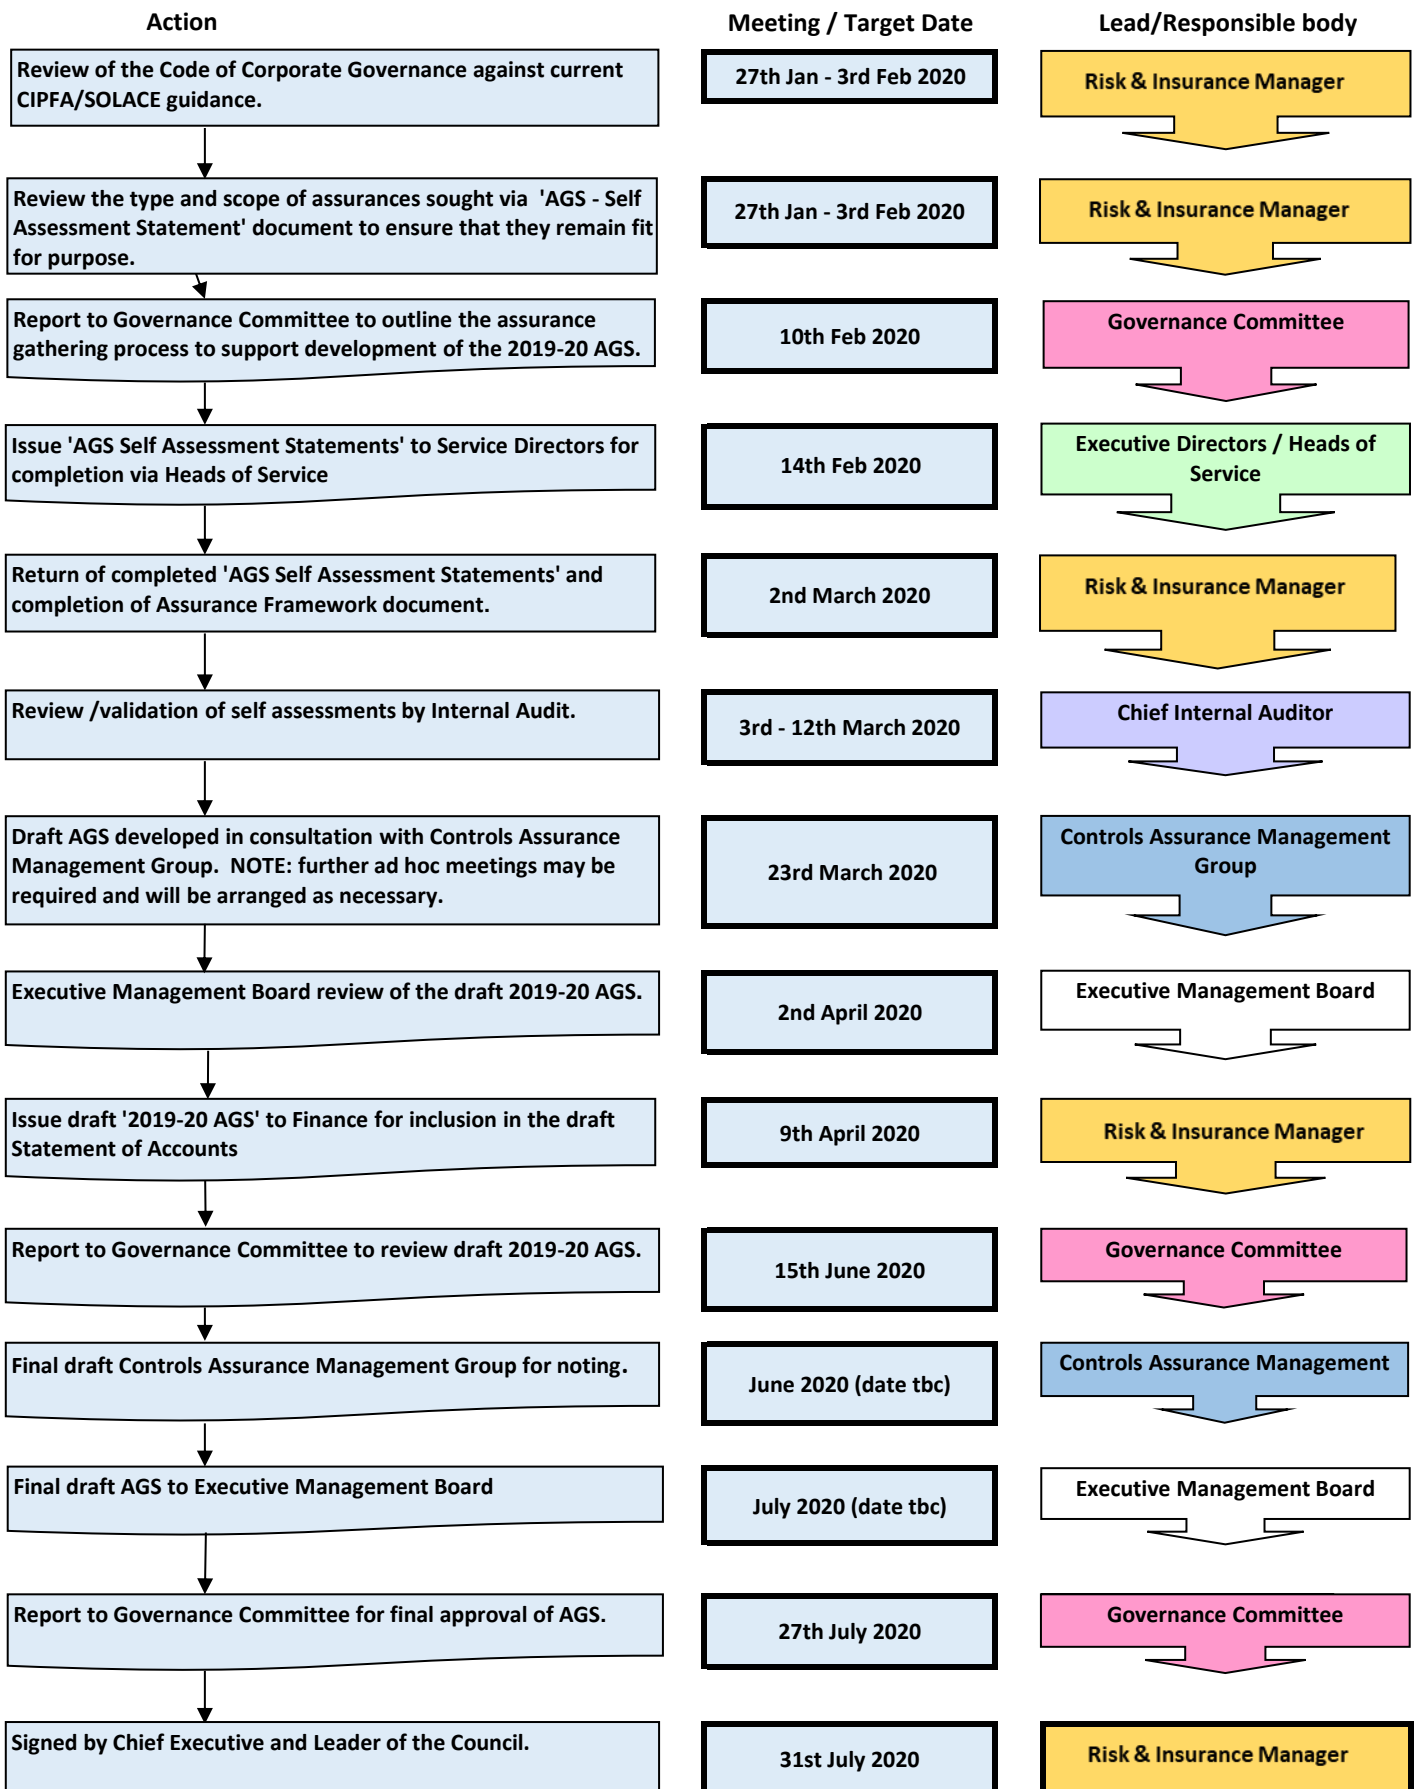 Action
Meeting / Target Date
Lead/Responsible body
Review of the Code of Corporate Governance against current
CIPFA/SOLACE guidance.
27th Jan - 3rd Feb 2020
Risk & Insurance Manager
Review the type and scope of assurances sought via 'AGS - Self
Assessment Statement' document to ensure that they remain fit
for purpose.
27th Jan - 3rd Feb 2020
Risk & Insurance Manager
Report to Governance Committee to outline the assurance
gathering process to support development of the 2019-20 AGS.
10th Feb 2020
Governance Committee
Issue 'AGS Self Assessment Statements' to Service Directors for
completion via Heads of Service
14th Feb 2020
Executive Directors / Heads of
Service
Return of completed 'AGS Self Assessment Statements' and
completion of Assurance Framework document.
2nd March 2020
Risk & Insurance Manager
Review /validation of self assessments by Internal Audit.
3rd - 12th March 2020
Chief Internal Auditor
Draft AGS developed in consultation with Controls Assurance
Management Group. NOTE: further ad hoc meetings may be
required and will be arranged as necessary.
23rd March 2020
Controls Assurance Management
Group
Executive Management Board review of the draft 2019-20 AGS.
2nd April 2020
Executive Management Board
Issue draft '2019-20 AGS' to Finance for inclusion in the draft
Statement of Accounts
9th April 2020
Risk & Insurance Manager
Report to Governance Committee to review draft 2019-20 AGS.
15th June 2020
Governance Committee
Final draft Controls Assurance Management Group for noting.
June 2020 (date tbc)
Controls Assurance Management
Final draft AGS to Executive Management Board
July 2020 (date tbc)
Executive Management Board
Report to Governance Committee for final approval of AGS.
27th July 2020
Governance Committee
Signed by Chief Executive and Leader of the Council.
31st July 2020
Risk & Insurance Manager